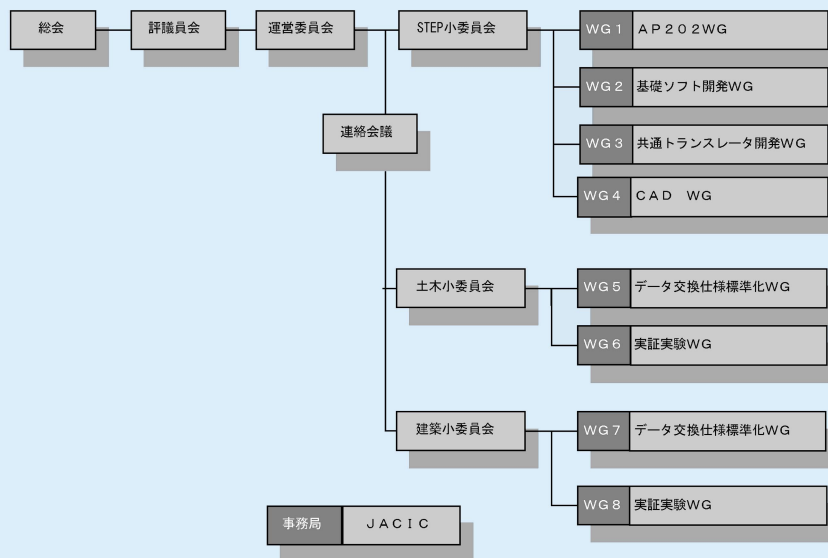 総会
評議員会
運営委員会
STEP小委員会
WG1 AP202WG
WG2 基礎ソフト開発WG
連絡会議
WG3 共通トランスレータ開発WG
WG4 CAD WG
土木小委員会
WG5 データ交換仕様標準化WG
WG6 実証実験WG
建築小委員会
WG7 データ交換仕様標準化WG
WG8 実証実験WG
事務局 JACIC